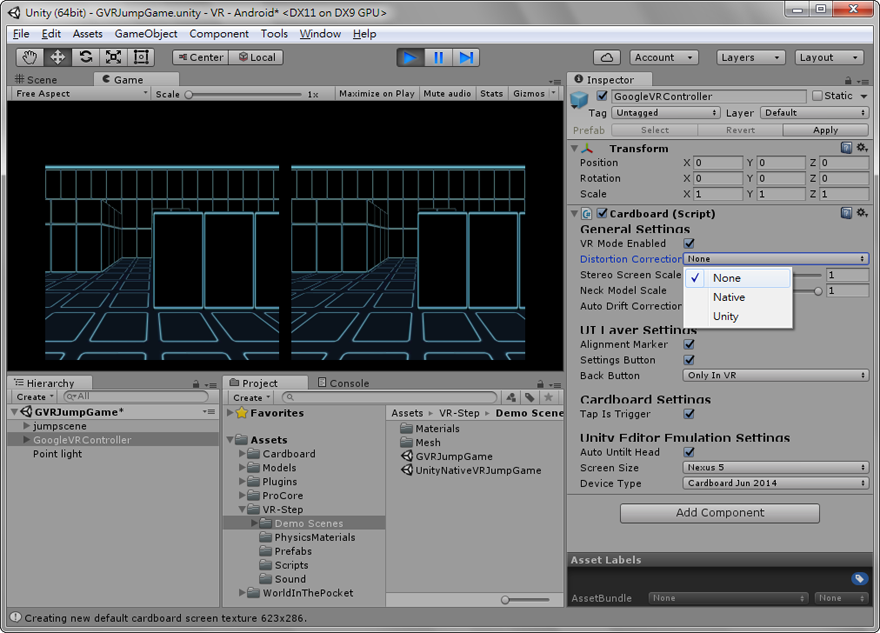 Unity (64bit) - GVRJumpGame.unity - VR - Android* <DX11 on DX9 GPU>
File Edit Assets GameObject Component Tools Window Help
Center Local Account Layers Layout
Scene Game
Free Aspect Scale 1x Maximize on Play Mute audio Stats Gizmos
Inspector
GoogleVRController Static
Tag Untagged Layer Default
Prefab Select Revert Apply
Transform
Position X 0 Y 0 Z 0
Rotation X 0 Y 0 Z 0
Scale X 1 Y 1 Z 1
Cardboard (Script)
General Settings
VR Mode Enabled
Distortion Correction None
None
Native
Unity
Stereo Screen Scale 1
Neck Model Scale 1
Auto Drift Correction
UI Layer Settings
Alignment Marker
Settings Button
Back Button Only In VR
Cardboard Settings
Tap Is Trigger
Unity Editor Emulation Settings
Auto Untilt Head
Screen Size Nexus 5
Device Type Cardboard Jun 2014
Add Component
Asset Labels
AssetBundle None None
Hierarchy
Create All
GVRJumpGame*
jumpscene
GoogleVRController
Point light
Project Console
Create
Favorites
Assets
Cardboard
Models
Plugins
ProCore
VR-Step
Demo Scenes
PhysicsMaterials
Prefabs
Scripts
Sound
WorldInThePocket
Assets VR-Step Demo Scene
Materials
Mesh
GVRJumpGame
UnityNativeVRJumpGame
Creating new default cardboard screen texture 623x286.